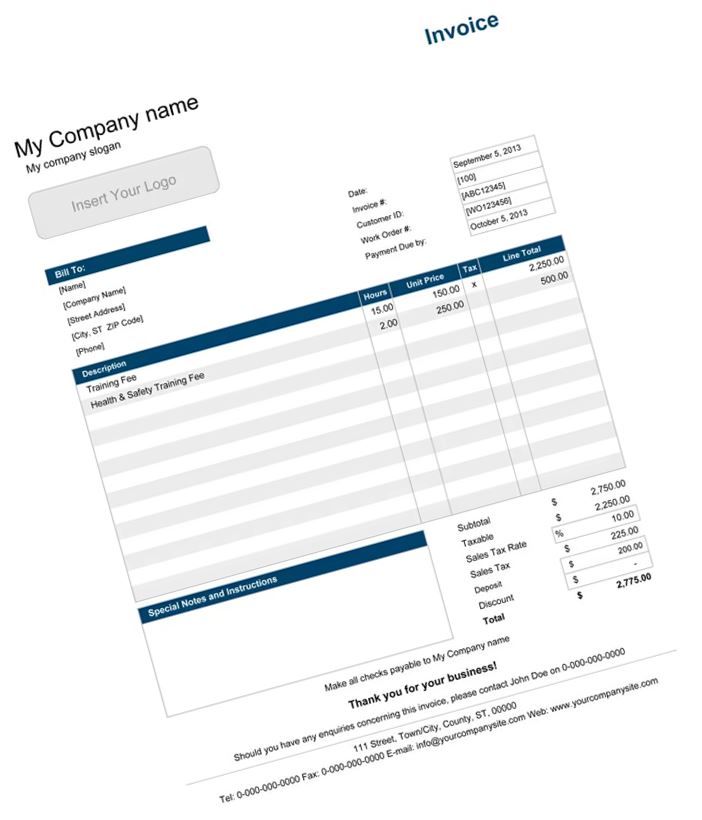 Invoice
My Company name
My company slogan
Insert Your Logo
Date: September 5, 2013
Invoice #: [100]
Customer ID: [ABC12345]
Work Order #: [WO123456]
Payment Due by: October 5, 2013
Bill To:
[Name]
[Company Name]
[Street Address]
[City, ST  ZIP Code]
[Phone]
Description Hours Unit Price Tax Line Total
Training Fee 15.00 150.00 x 2,250.00
Health & Safety Training Fee 2.00 250.00 500.00
Subtotal $ 2,750.00
Taxable $ 2,250.00
Sales Tax Rate % 10.00
Sales Tax $ 225.00
Deposit $ 200.00
Discount $ -
Total $ 2,775.00
Special Notes and Instructions
Make all checks payable to My Company name
Thank you for your business!
Should you have any enquiries concerning this invoice, please contact John Doe on 0-000-000-0000
111 Street, Town/City, County, ST, 00000
Tel: 0-000-000-0000 Fax: 0-000-000-0000 E-mail: info@yourcompanysite.com Web: www.yourcompanysite.com